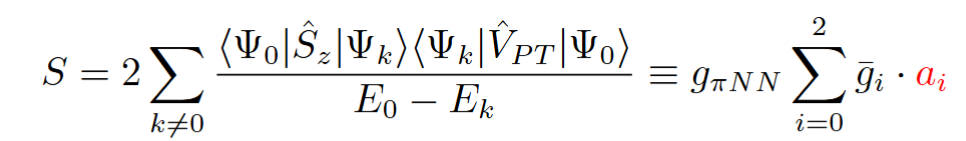 S = 2 \sum_{k \neq 0} \frac{\langle \Psi_0 | \hat{S}_z | \Psi_k \rangle \langle \Psi_k | \hat{V}_{PT} | \Psi_0 \rangle}{E_0 - E_k} \equiv g_{\pi NN} \sum_{i=0}^{2} \bar{g}_i \cdot a_i